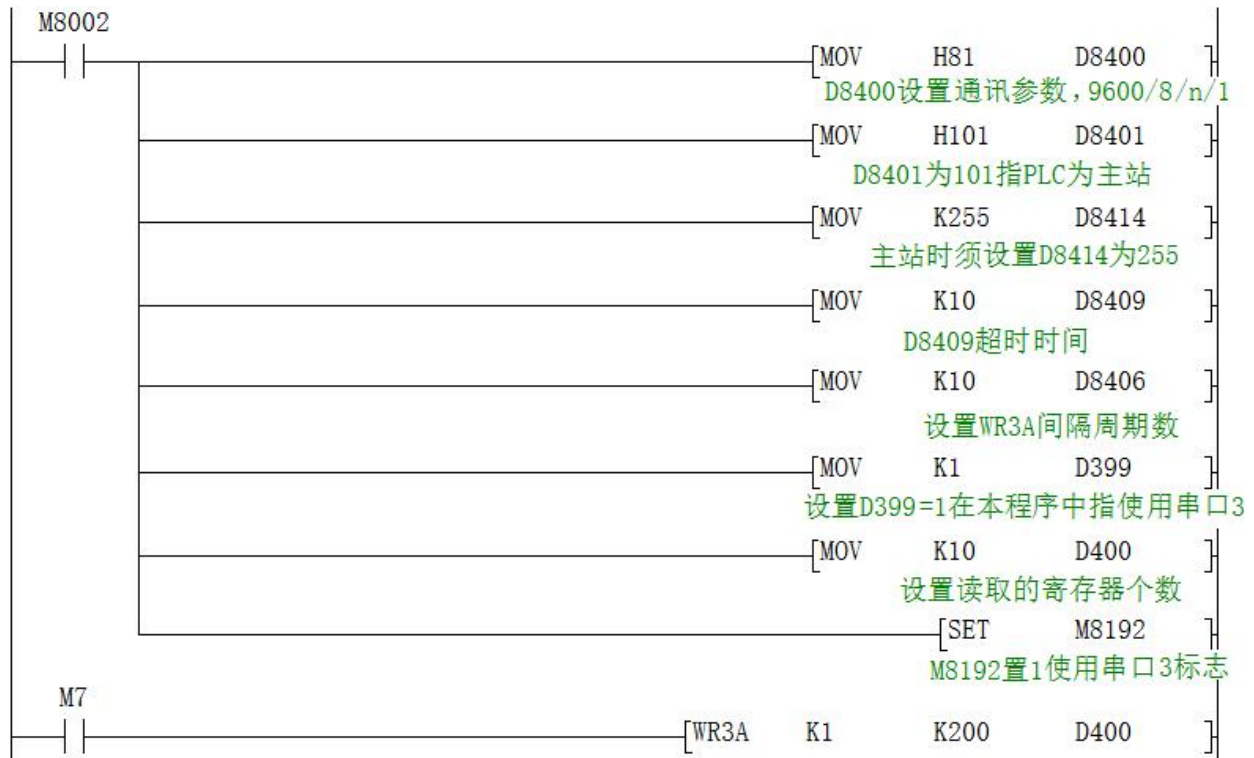 M8002
[MOV H81 D8400 ]
D8400设置通讯参数,9600/8/n/1
[MOV H101 D8401 ]
D8401为101指PLC为主站
[MOV K255 D8414 ]
主站时须设置D8414为255
[MOV K10 D8409 ]
D8409超时时间
[MOV K10 D8406 ]
设置WR3A间隔周期数
[MOV K1 D399 ]
设置D399=1在本程序中指使用串口3
[MOV K10 D400 ]
设置读取的寄存器个数
[SET M8192 ]
M8192置1使用串口3标志
M7
[WR3A K1 K200 D400 ]